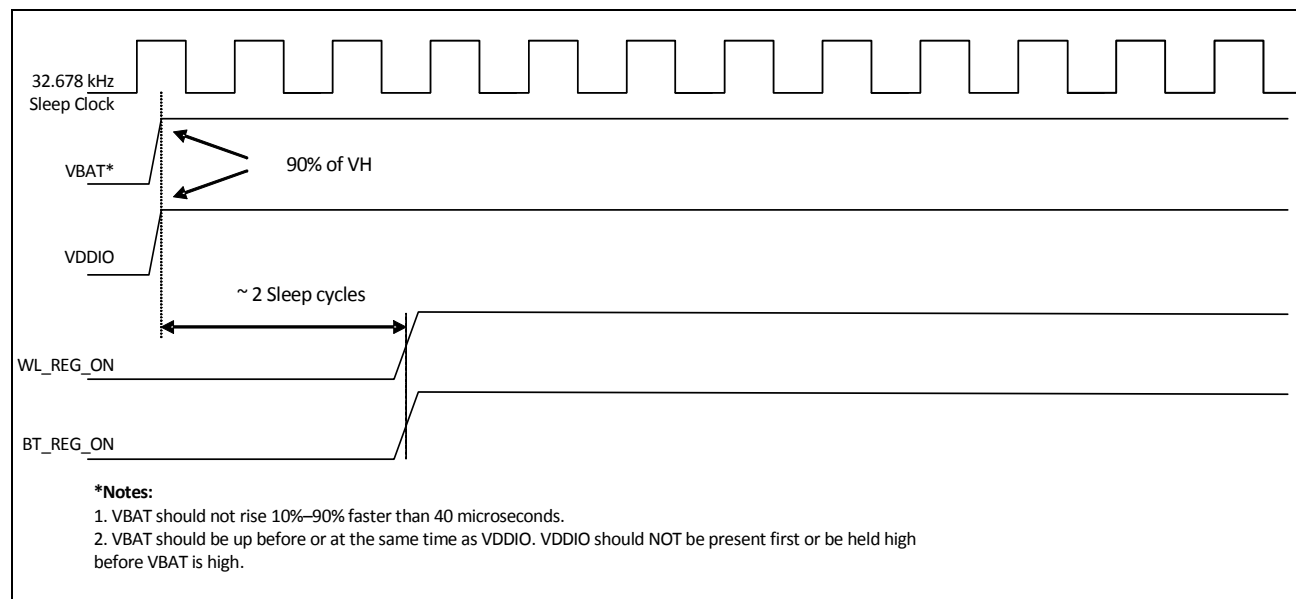 32.678 kHz
Sleep Clock
VBAT*
90% of VH
VDDIO
~ 2 Sleep cycles
WL_REG_ON
BT_REG_ON
*Notes:
1. VBAT should not rise 10%–90% faster than 40 microseconds.
2. VBAT should be up before or at the same time as VDDIO. VDDIO should NOT be present first or be held high
before VBAT is high.